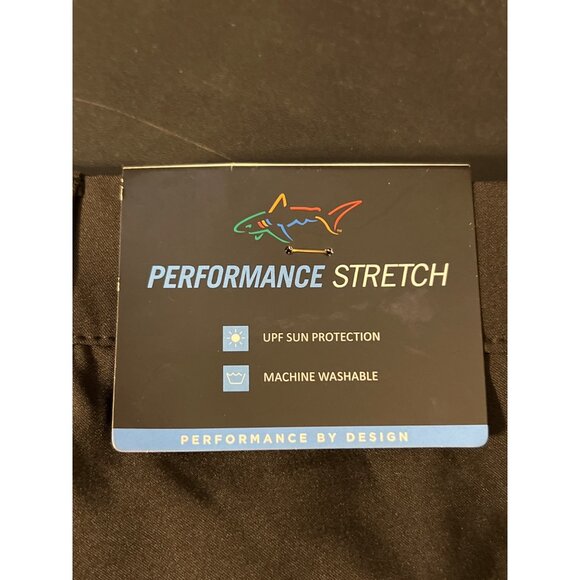 PERFORMANCE STRETCH
UPF SUN PROTECTION
MACHINE WASHABLE
PERFORMANCE BY DESIGN